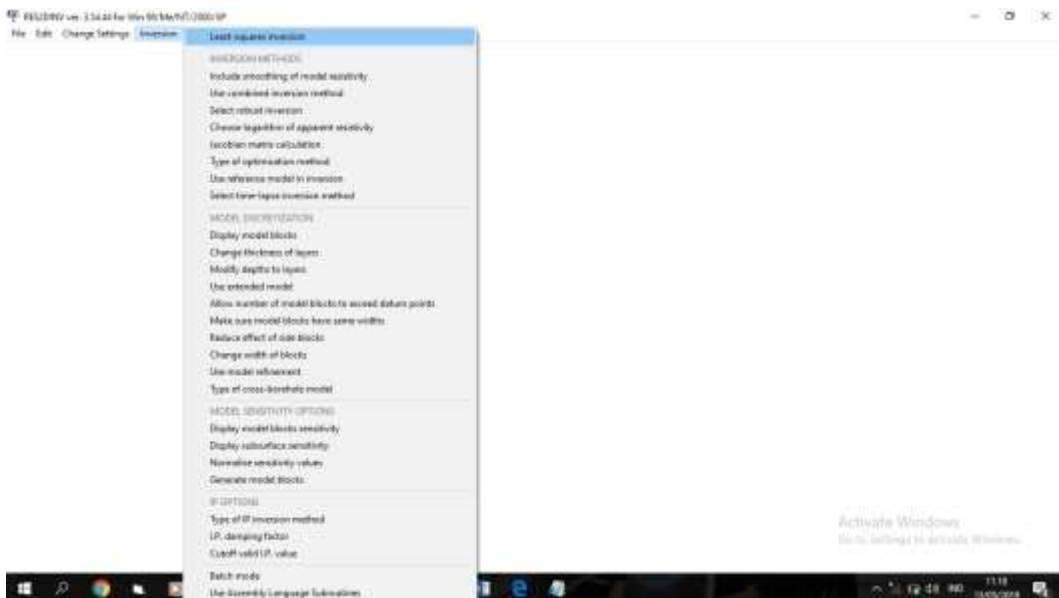 RES2DINV ver. 3.54.44 for Win 98/Me/NT/2000/XP
File Edit Change Settings Inversion
Least-squares inversion
INVERSION METHODS
Include smoothing of model resistivity
Use combined inversion method
Select robust inversion
Choose logarithm of apparent resistivity
Jacobian matrix calculation
Type of optimisation method
Use reference model in inversion
Select time-lapse inversion method
MODEL DISCRETIZATION
Display model blocks
Change thickness of layers
Modify depths to layers
Use extended model
Allow number of model blocks to exceed datum points
Make sure model blocks have same widths
Reduce effect of side blocks
Change width of blocks
Use model refinement
Type of cross-borehole model
MODEL SENSITIVITY OPTIONS
Display model blocks sensitivity
Display subsurface sensitivity
Normalise sensitivity values
Generate model blocks
IP OPTIONS
Type of IP inversion method
I.P. damping factor
Cutoff valid I.P. value
Batch mode
Use Assembly Language Subroutines
Activate Windows
Go to Settings to activate Windows.
IND
11.18
13/05/2019